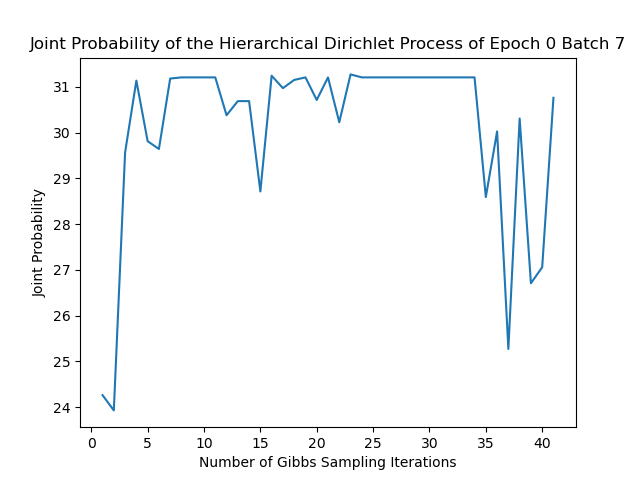 Joint Probability of the Hierarchical Dirichlet Process of Epoch 0 Batch 7
31
30
29
28
27
26
25
24
Joint Probability
0 5 10 15 20 25 30 35 40
Number of Gibbs Sampling Iterations